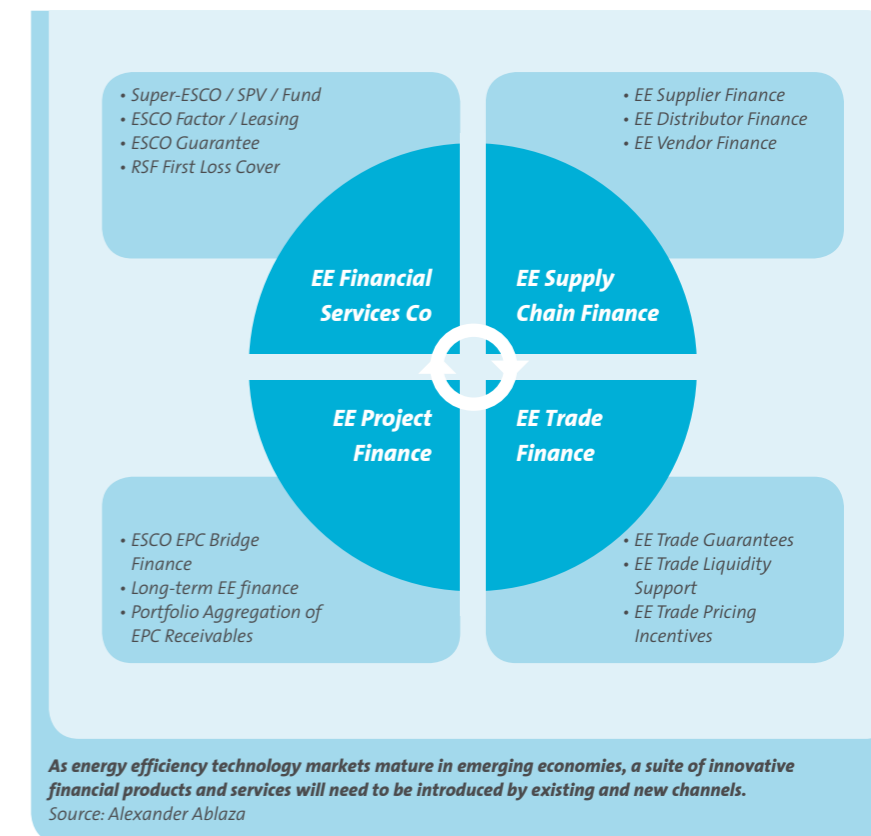 • Super-ESCO / SPV / Fund
• ESCO Factor / Leasing
• ESCO Guarantee
• RSF First Loss Cover
• EE Supplier Finance
• EE Distributor Finance
• EE Vendor Finance
EE Financial
Services Co
EE Supply
Chain Finance
EE Project
Finance
EE Trade
Finance
• ESCO EPC Bridge
Finance
• Long-term EE finance
• Portfolio Aggregation of
EPC Receivables
• EE Trade Guarantees
• EE Trade Liquidity
Support
• EE Trade Pricing
Incentives
As energy efficiency technology markets mature in emerging economies, a suite of innovative
financial products and services will need to be introduced by existing and new channels.
Source: Alexander Ablaza